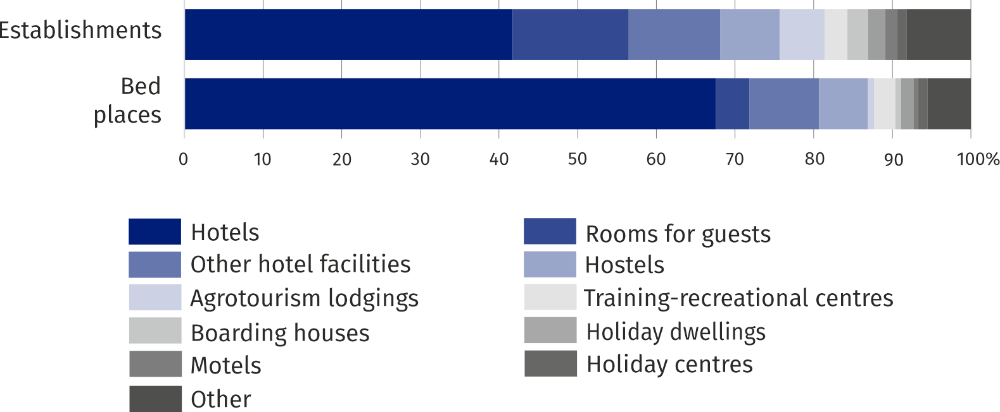 Establishments
Bed
places
0 10 20 30 40 50 60 70 80 90 100%
Hotels
Rooms for guests
Other hotel facilities
Hostels
Agrotourism lodgings
Training-recreational centres
Boarding houses
Holiday dwellings
Motels
Holiday centres
Other